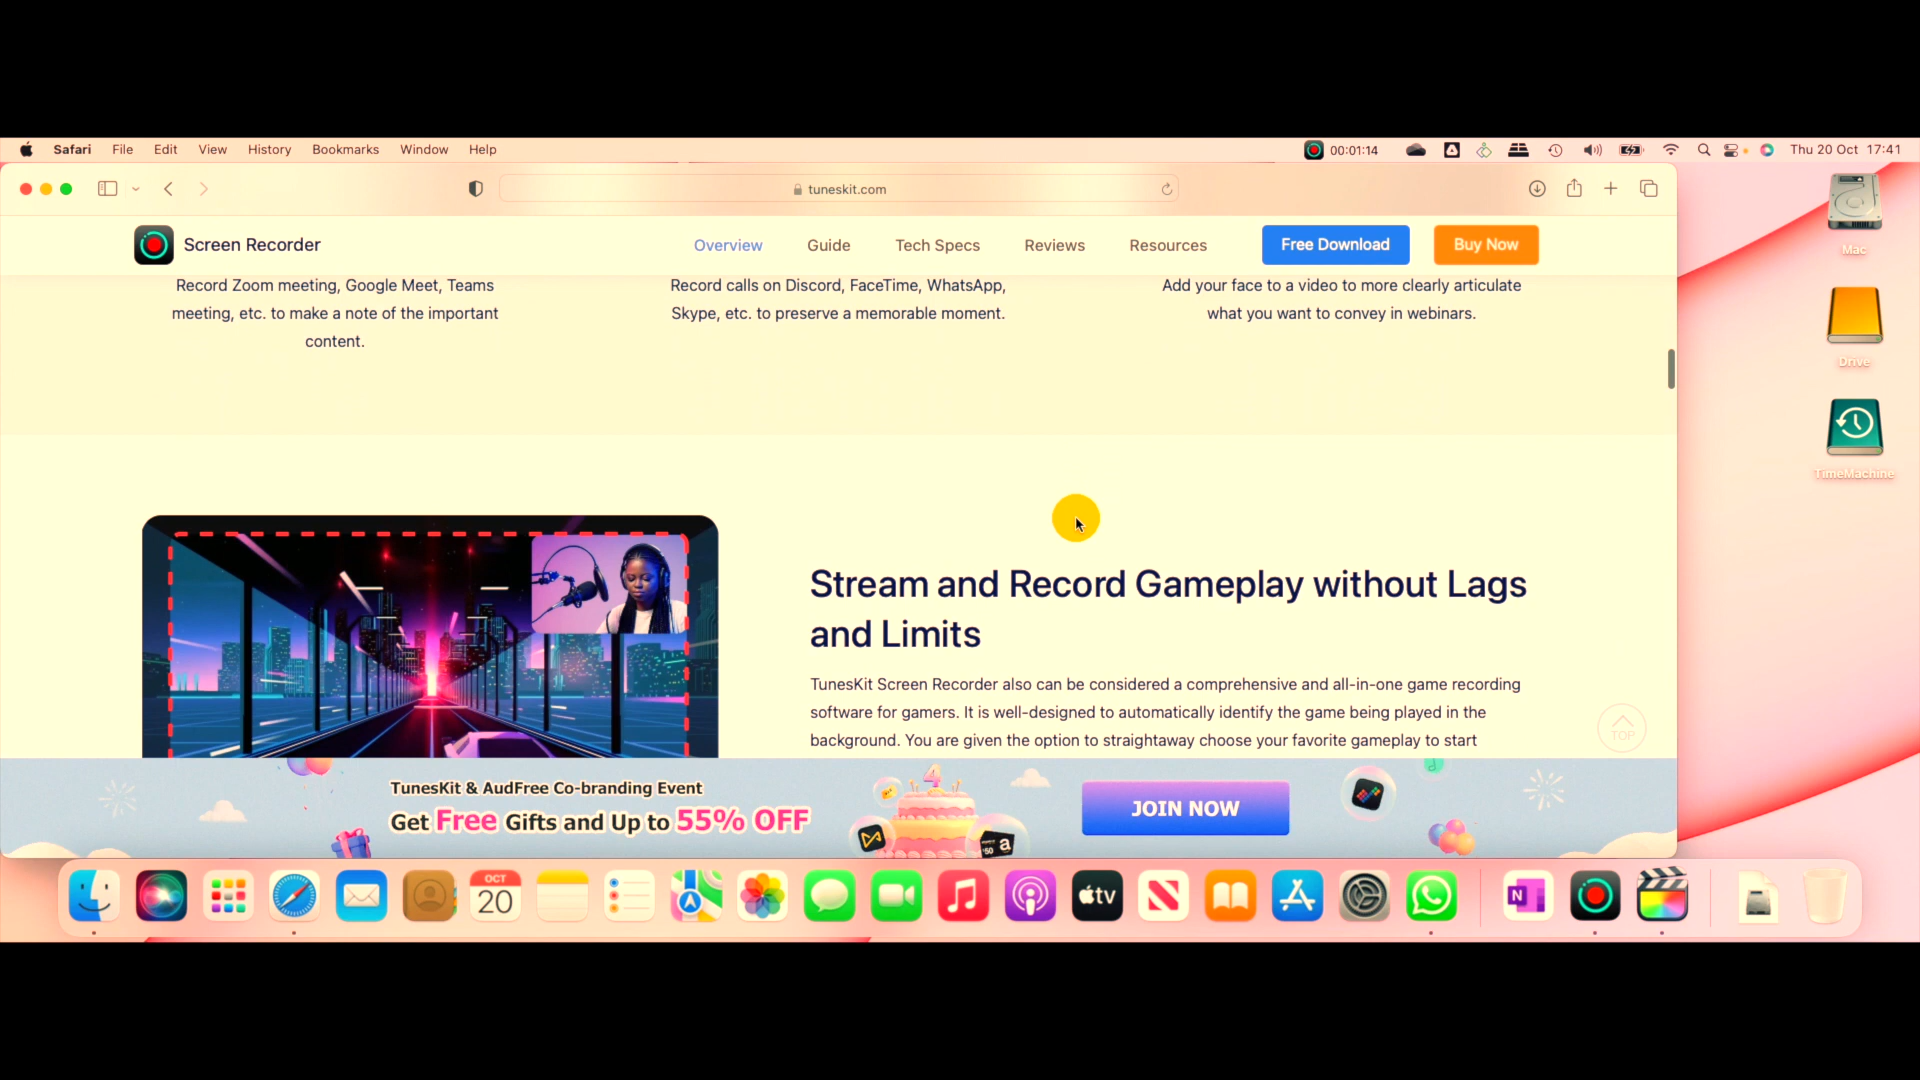 Safari File Edit View History Bookmarks Window Help 00:01:14 Thu 20 Oct 17:41
tuneskit.com
Screen Recorder Overview Guide Tech Specs Reviews Resources Free Download Buy Now
Record Zoom meeting, Google Meet, Teams
meeting, etc. to make a note of the important
content.
Record calls on Discord, FaceTime, WhatsApp,
Skype, etc. to preserve a memorable moment.
Add your face to a video to more clearly articulate
what you want to convey in webinars.
Mac
Drive
TimeMachine
Stream and Record Gameplay without Lags
and Limits
TunesKit Screen Recorder also can be considered a comprehensive and all-in-one game recording
software for gamers. It is well-designed to automatically identify the game being played in the
background. You are given the option to straightaway choose your favorite gameplay to start
TOP
TunesKit & AudFree Co-branding Event
Get Free Gifts and Up to 55% OFF
4
50 a
JOIN NOW
OCT
20
tv
N